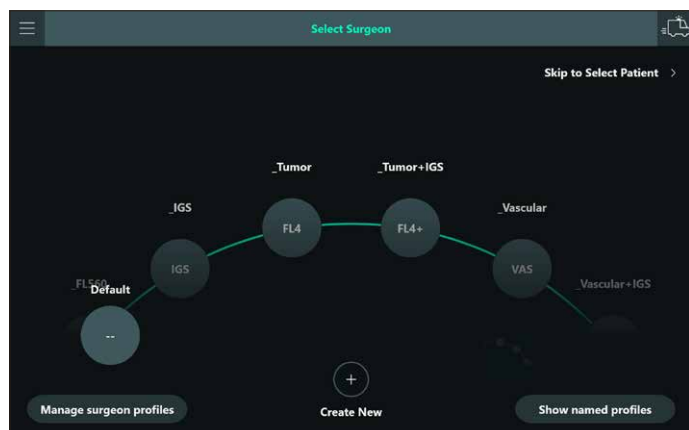 Select Surgeon
Skip to Select Patient
_Tumor
_Tumor+IGS
_IGS
_Vascular
FL4
FL4+
IGS
VAS
_FL560
_Vascular+IGS
Default
--
Manage surgeon profiles
Create New
Show named profiles